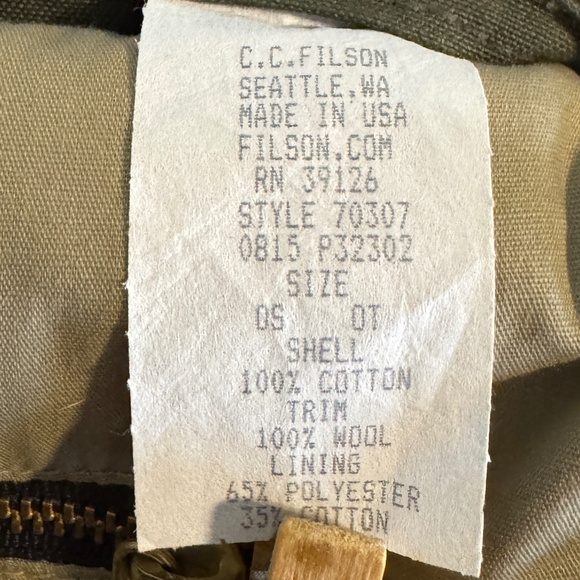 C.C.FILSON
SEATTLE,WA
MADE IN USA
FILSON.COM
RN 39126
STYLE 70307
0815 P32302
SIZE
OS OT
SHELL
100% COTTON
TRIM
100% WOOL
LINING
65% POLYESTER
35% COTTON